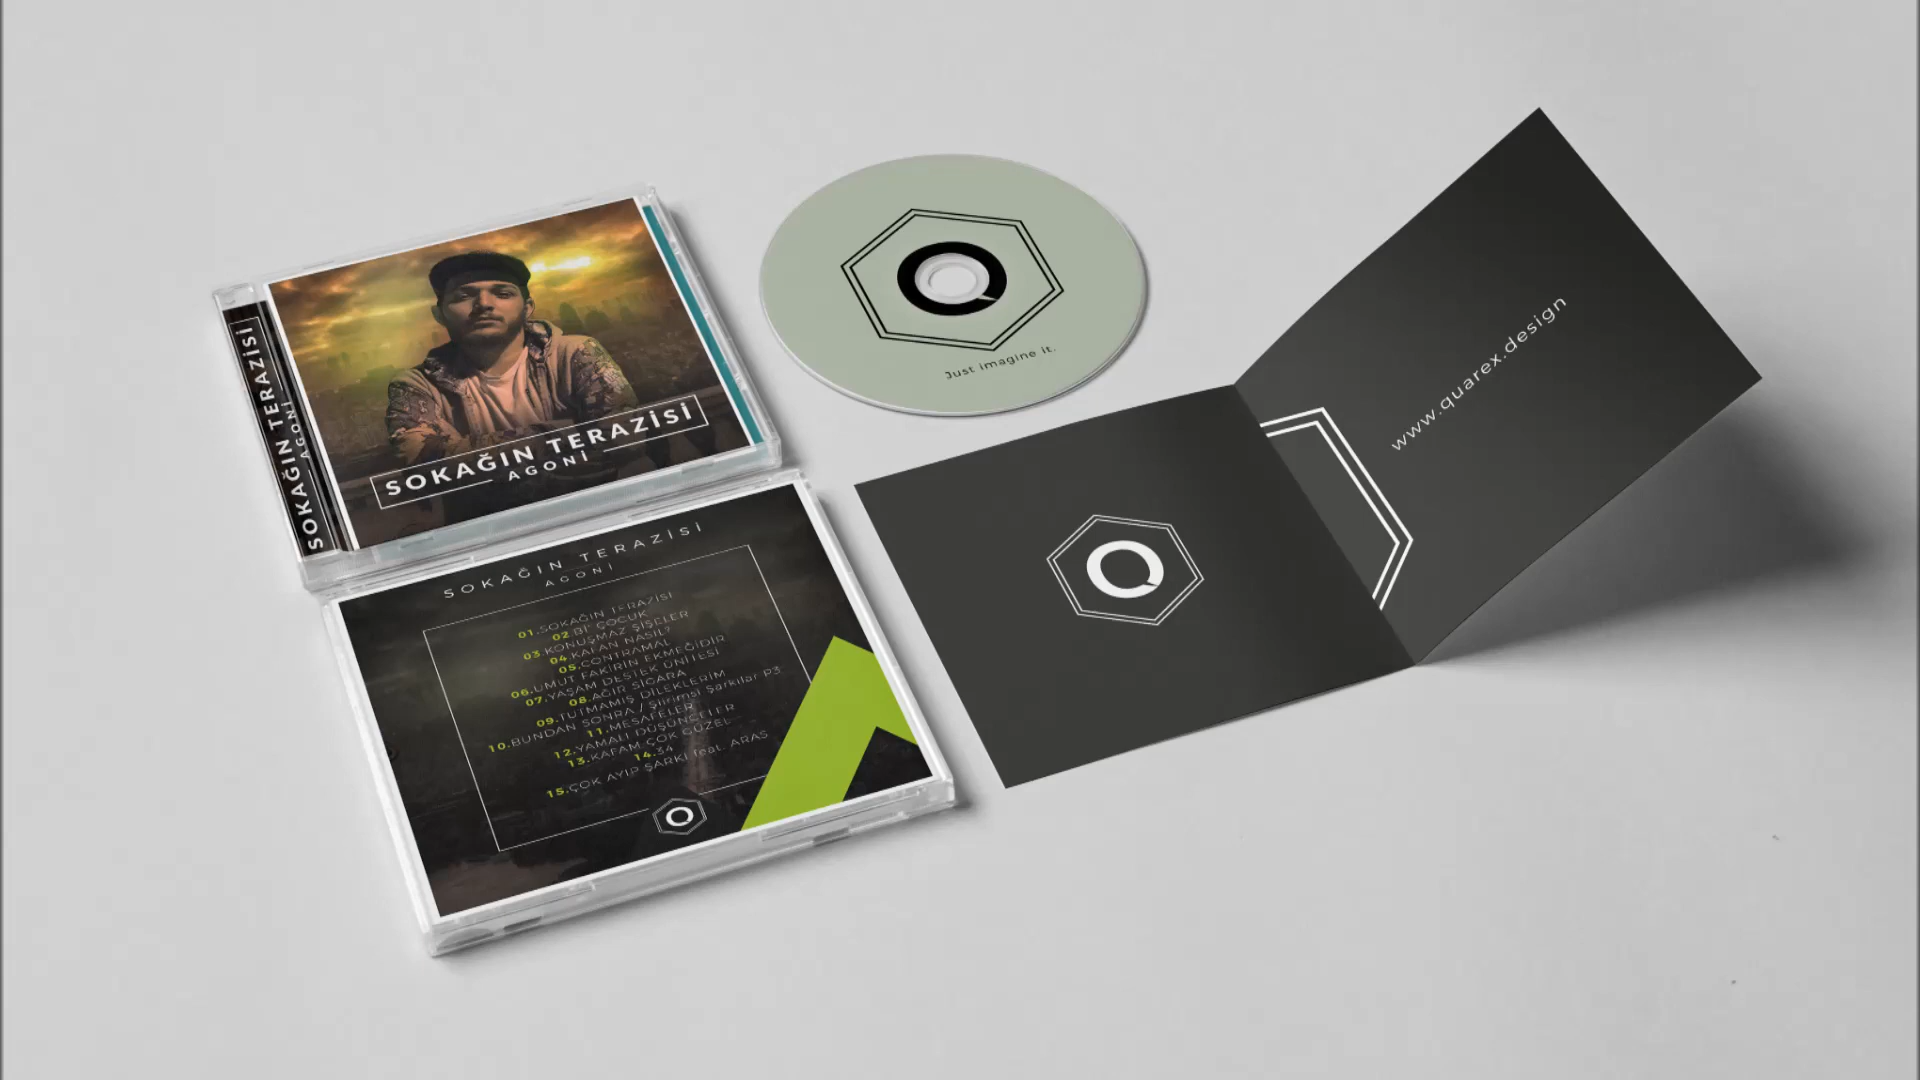 SOKAĞIN TERAZİSİ
AGONİ
SOKAĞIN TERAZİSİ
AGONİ
Just imagine it.
www.quarex.design
SOKAĞIN TERAZİSİ
AGONİ
01.SOKAĞIN TERAZİSİ
02.Bİ' ÇOCUK
03.KONUŞMAZ ŞİŞELER
04.KAFAN NASIL?
05.CONTRAMAL
06.UMUT FAKİRİN EKMEĞİDİR
07.YAŞAM DESTEK ÜNİTESİ
08.AĞIR SİGARA
09.TUTMAMIŞ DİLEKLERİM
10.BUNDAN SONRA / Şiirimsi Şarkılar P3
11.MESAFELER
12.YAMALI DÜŞÜNCELER
13.KAFAM ÇOK GÜZEL
14.34
15.ÇOK AYIP ŞARKI feat. ARAS